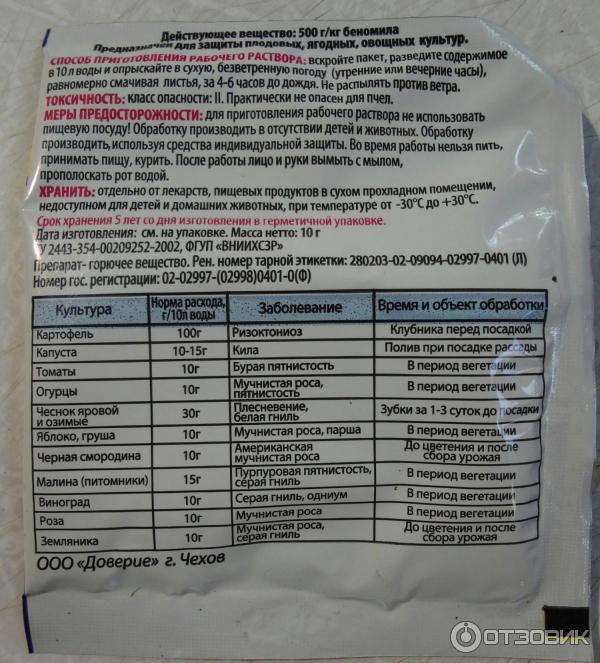 Действующее вещество: 500 г/кг беномила
Предназначен для защиты плодовых, ягодных, овощных культур.
СПОСОБ ПРИГОТОВЛЕНИЯ РАБОЧЕГО РАСТВОРА: вскройте пакет, разведите содержимое
в 10 л воды и опрыскайте в сухую, безветренную погоду (утренние или вечерние часы),
равномерно смачивая листья, за 4-6 часов до дождя. Не распылять против ветра.
ТОКСИЧНОСТЬ: класс опасности: II. Практически не опасен для пчел.
МЕРЫ ПРЕДОСТОРОЖНОСТИ: для приготовления рабочего раствора не использовать
пищевую посуду! Обработку производить в отсутствии детей и животных. Обработку
производить, используя средства индивидуальной защиты. Во время работы нельзя пить,
принимать пищу, курить. После работы лицо и руки вымыть с мылом,
прополоскать рот водой.
ХРАНИТЬ: отдельно от лекарств, пищевых продуктов в сухом прохладном помещении,
недоступном для детей и домашних животных, при температуре от -30°С до +30°С.
Срок хранения 5 лет со дня изготовления в герметичной упаковке.
Дата изготовления: см. на упаковке. Масса нетто: 10 г
ТУ 2443-354-00209252-2002, ФГУП «ВНИИХСЗР»
Препарат- горючее вещество. Рен. номер тарной этикетки: 280203-02-09094-02997-0401 (Л)
Номер гос. регистрации: 02-02997-(02998)0401-0(Ф)
Культура Норма расхода, г/10л воды Заболевание Время и объект обработки
Картофель 100г Ризоктониоз Клубника перед посадкой
Капуста 10-15г Кила Полив при посадке рассады
Томаты 10г Бурая пятнистость В период вегетации
Огурцы 10г Мучнистая роса, пятнистость В период вегетации
Чеснок яровой и озимые 30г Плесневение, белая гниль Зубки за 1-3 суток до посадки
Яблоко, груша 10г Мучнистая роса, парша В период вегетации
Черная смородина 10г Американская мучнистая роса До цветения и после сбора урожая
Малина (питомники) 15г Пурпуровая пятнистость, серая гниль В период вегетации
Виноград 10г Серая гниль, одниум В период вегетации
Роза 10г Мучнистая роса В период вегетации
Земляника 10г Мучнистая роса, серая гниль До цветения и после сбора урожая
ООО «Доверие» г. Чехов
ОТЗОВИК